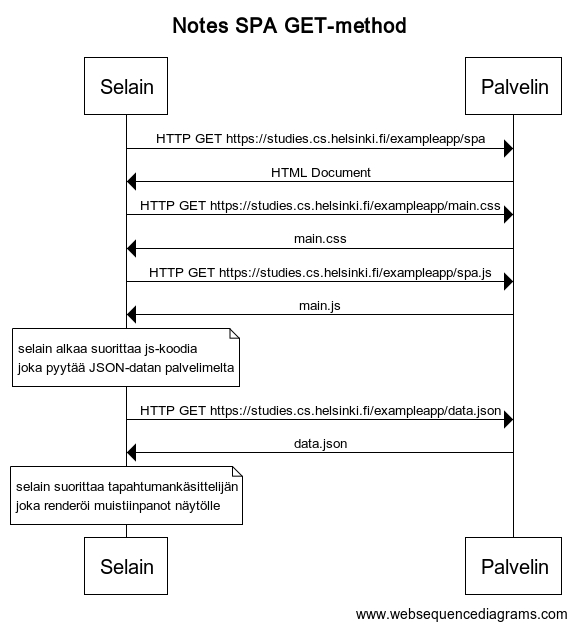 Notes SPA GET-method
Selain
Palvelin
HTTP GET https://studies.cs.helsinki.fi/exampleapp/spa
HTML Document
HTTP GET https://studies.cs.helsinki.fi/exampleapp/main.css
main.css
HTTP GET https://studies.cs.helsinki.fi/exampleapp/spa.js
main.js
selain alkaa suorittaa js-koodia
joka pyytää JSON-datan palvelimelta
HTTP GET https://studies.cs.helsinki.fi/exampleapp/data.json
data.json
selain suorittaa tapahtumankäsittelijän
joka renderöi muistiinpanot näytölle
Selain
Palvelin
www.websequencediagrams.com